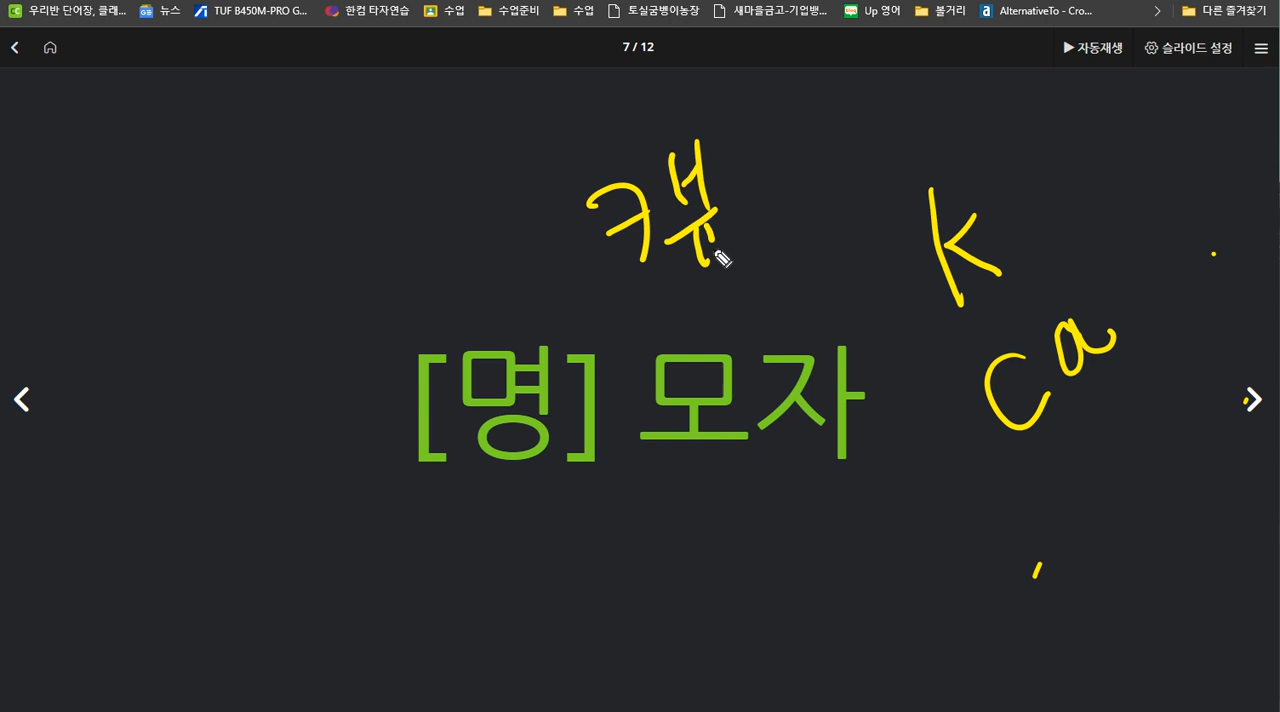 우리반 단어장, 클래... 뉴스 TUF B450M-PRO G... 한컴 타자연습 수업 수업준비 수업 토실굼벵이농장 새마을금고-기업뱅... Up 영어 볼거리 AlternativeTo - Cro... 다른 즐겨찾기
7 / 12 자동재생 슬라이드 설정
캪
K
ca
[명] 모자